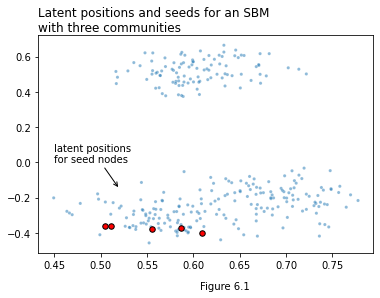 Latent positions and seeds for an SBM
with three communities
0.6
0.4
0.2
latent positions
for seed nodes
0.0
−0.2
−0.4
0.45 0.50 0.55 0.60 0.65 0.70 0.75
Figure 6.1